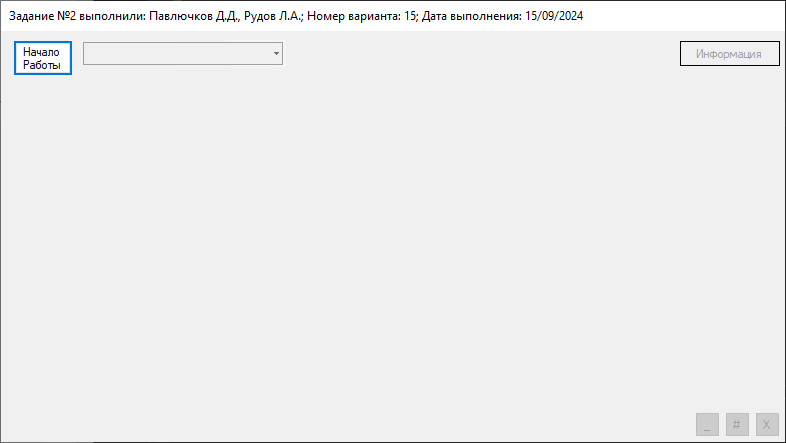 Задание №2 выполнили: Павлючков Д.Д., Рудов Л.А.; Номер варианта: 15; Дата выполнения: 15/09/2024
Начало
Работы
Информация
_ # X